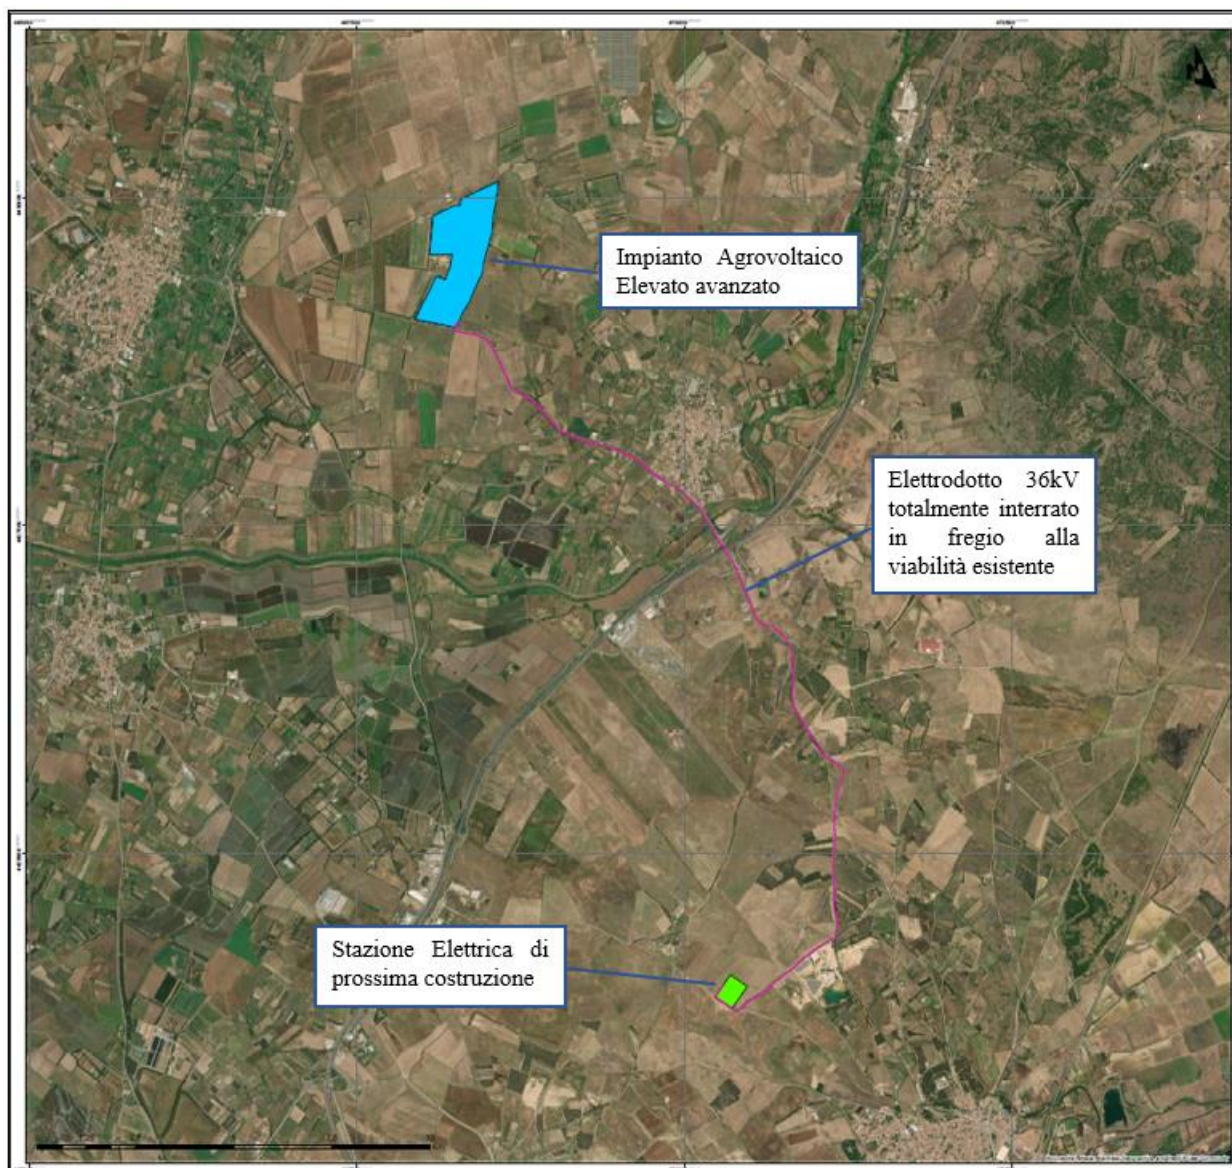 Impianto Agrovoltaico
Elevato avanzato
Elettrodotto 36kV
totalmente interrato
in fregio alla
viabilità esistente
Stazione Elettrica di
prossima costruzione